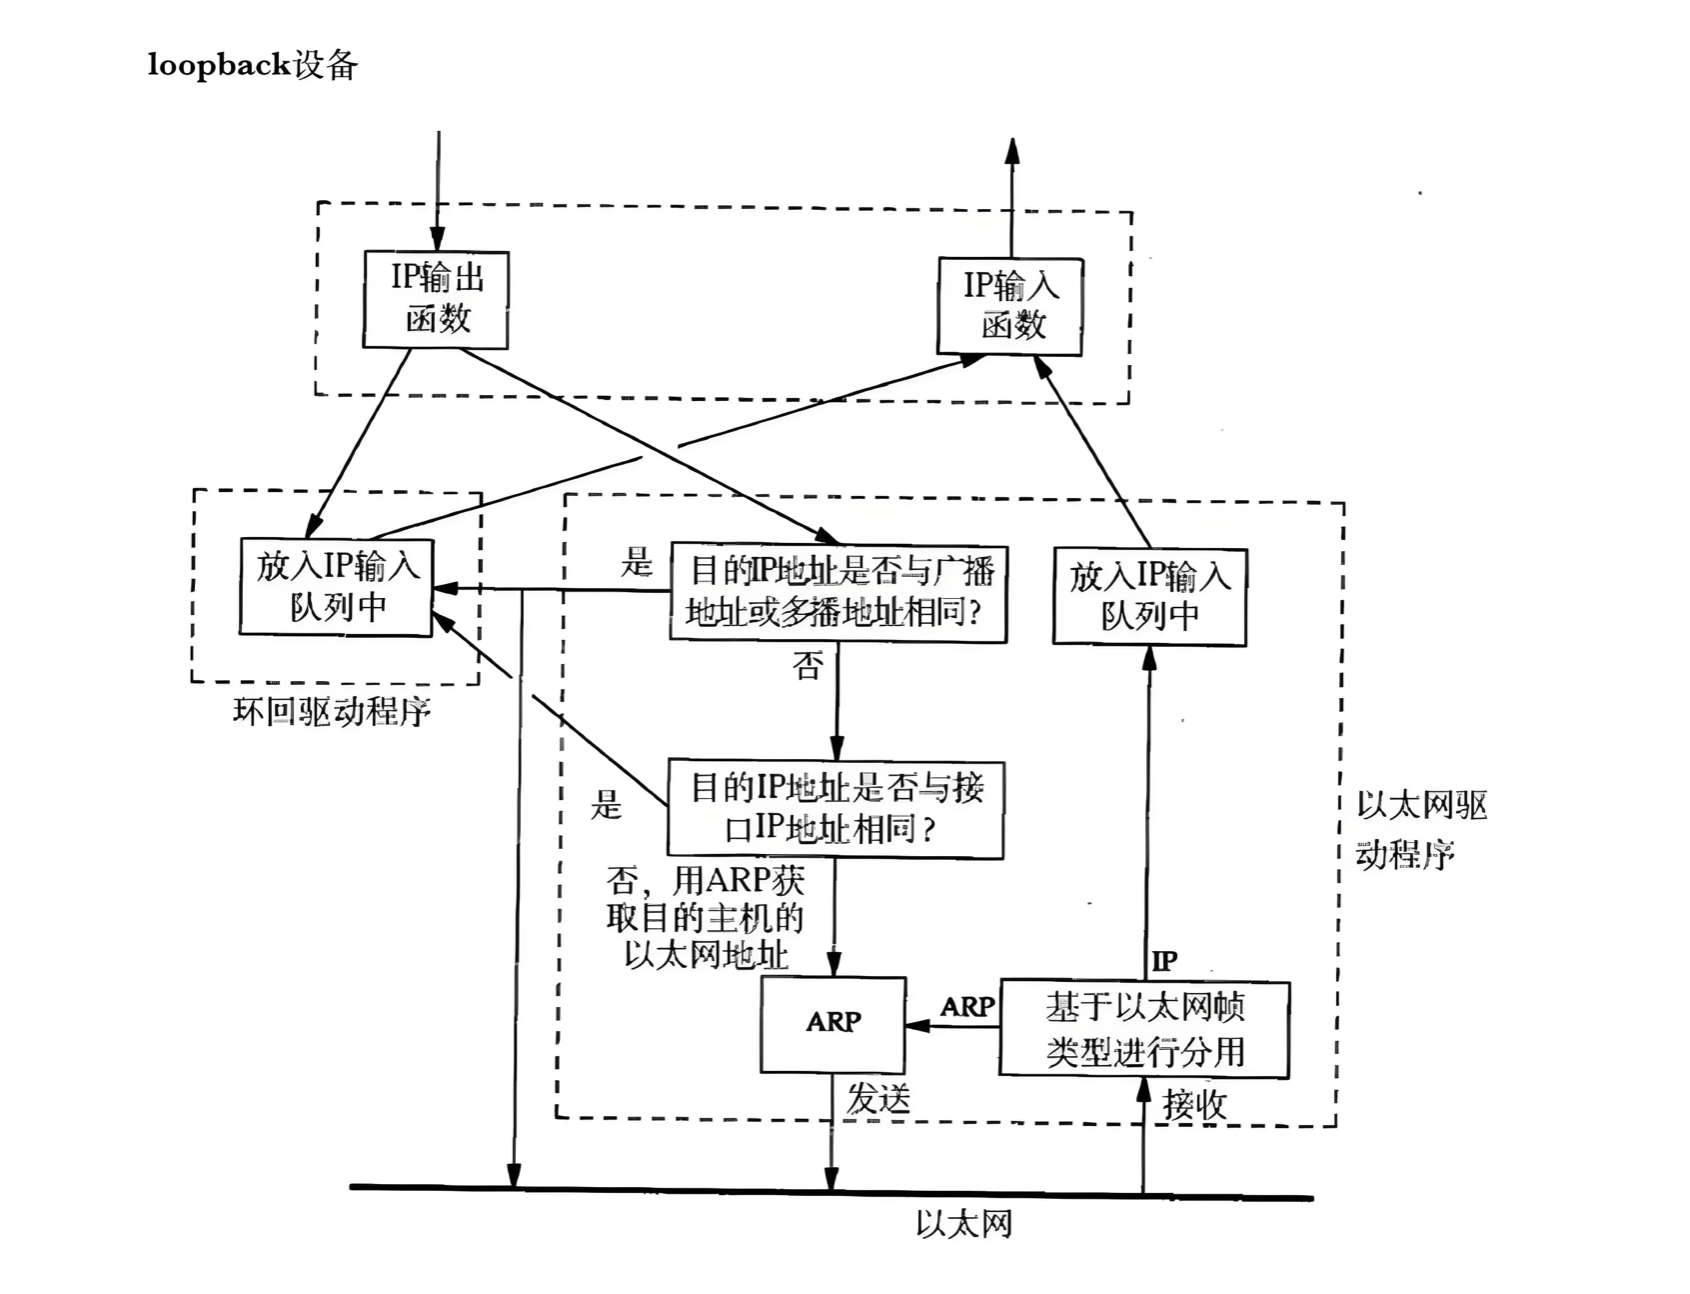 loopback设备
IP输出
函数
IP输入
函数
放入IP输入
队列中
环回驱动程序
是
目的IP地址是否与广播
地址或多播地址相同?
否
放入IP输入
队列中
是
目的IP地址是否与接
口IP地址相同?
以太网驱
动程序
否，用ARP获
取目的主机的
以太网地址
ARP
ARP
IP
基于以太网帧
类型进行分用
发送
接收
以太网